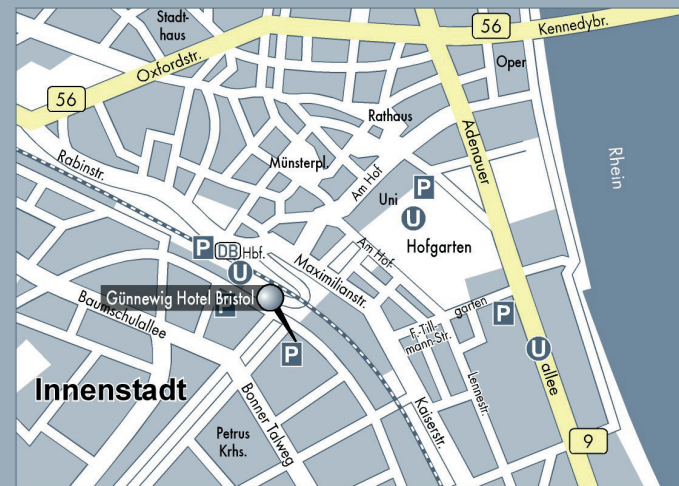 Stadt-
haus
56
Kennedybr.
Oxfordstr.
Oper
56
Rathaus
Adenauer
Rabinstr.
Münsterpl.
Rhein
Am Hof
P
Uni
U
Hofgarten
P
DB Hbf.
Am Hof-
U
Maximilianstr.
Günnewig Hotel Bristol
P
garten
P
Baumschulallee
F.-Till-
mann-Str.
U
P
allee
Innenstadt
Lennestr.
Bonner Talweg
Kaiserstr.
Petrus
Krhs.
9